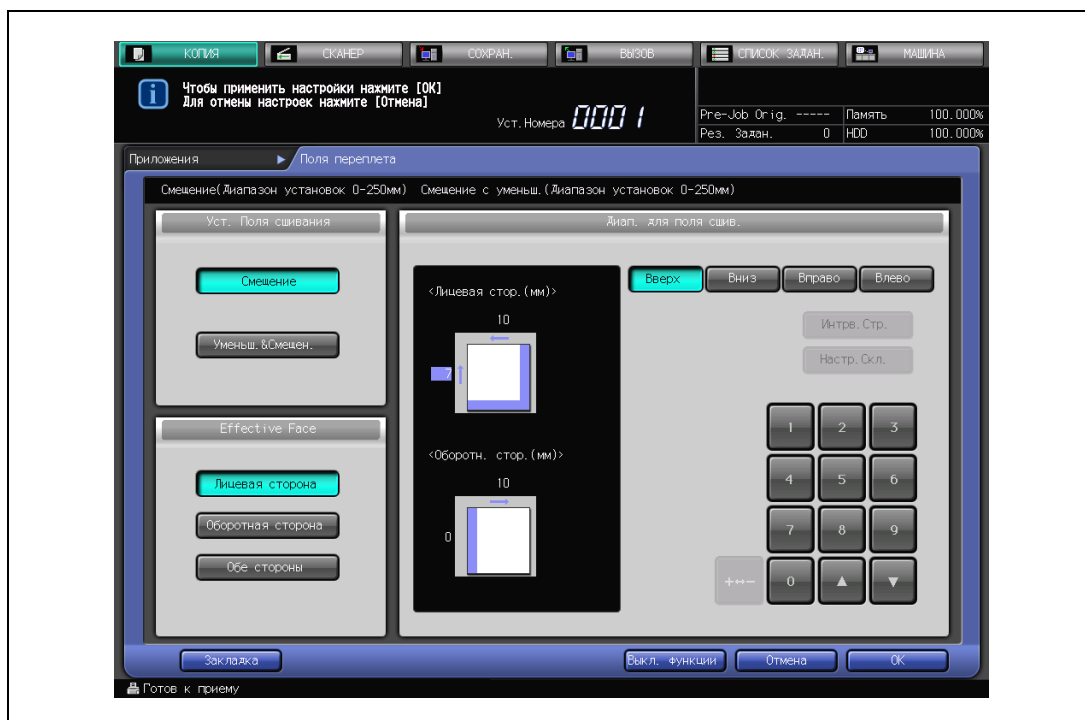 КОПИЯ СКАНЕР СОХРАН. ВЫЗОВ СПИСОК ЗАДАН. МАШИНА
Чтобы применить настройки нажмите [OK]
Для отмены настроек нажмите [Отмена]
Уст.Номера 0001
Pre-Job Orig. ----- Память 100.000%
Рез. Задан. 0 HDD 100.000%
Приложения Поля переплета
Смещение(Диапазон установок 0-250мм) Смещение с уменьш.(Диапазон установок 0-250мм)
Уст. Поля сшивания
Смещение
Уменьш.&Смещен.
Effective Face
Лицевая сторона
Оборотная сторона
Обе стороны
Диап. для поля сшив.
<Лицевая стор.(мм)>
10
7
<Оборотн. стор.(мм)>
10
0
Вверх Вниз Вправо Влево
Интрв.Стр.
Настр.Скл.
1 2 3
4 5 6
7 8 9
+↔- 0 ▲ ▼
Закладка Выкл. функции Отмена OK
Готов к приему